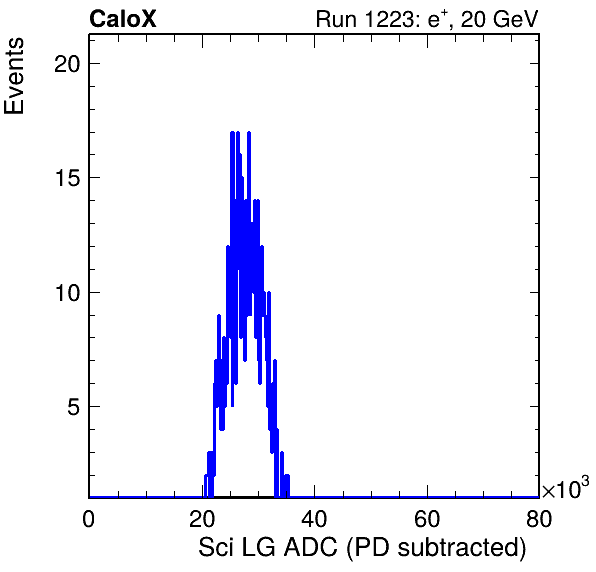 CaloX Run 1223: e⁺, 20 GeV
Events
20
15
10
5
0 20 40 60 80
×10³
Sci LG ADC (PD subtracted)